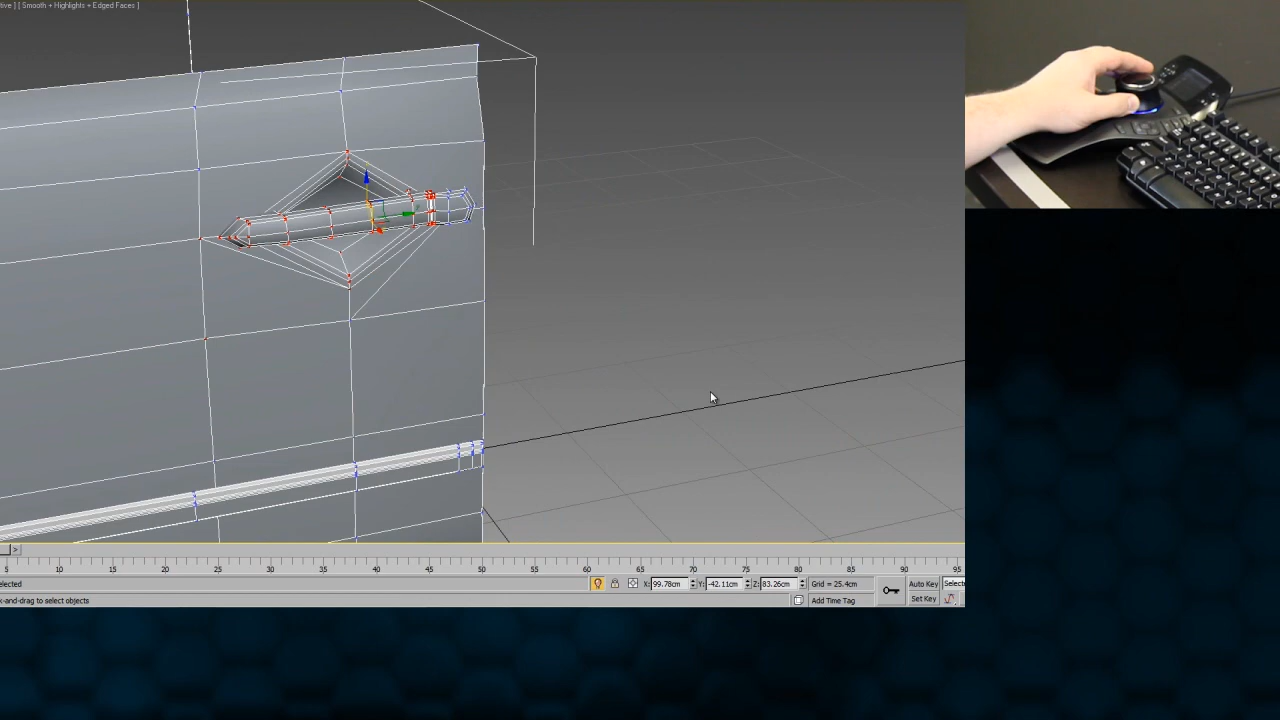 tive ] [ Smooth + Highlights + Edged Faces ]
>
5 10 15 20 25 30 35 40 45 50 55 60 65 70 75 80 85 90 95
elected X: 99.78cm Y: -42.11cm Z: 83.26cm Grid = 25.4cm Auto Key Selecte
k-and-drag to select objects Add Time Tag Set Key